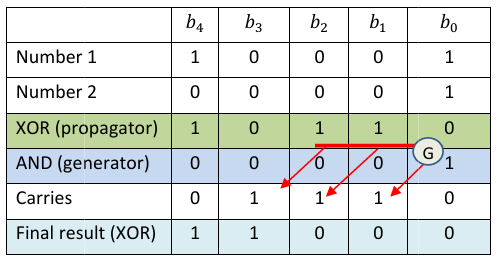 b₄ b₃ b₂ b₁ b₀
Number 1 1 0 0 0 1
Number 2 0 0 0 0 1
XOR (propagator) 1 0 1 1 0
G
AND (generator) 0 0 0 0 1
Carries 0 1 1 1 0
Final result (XOR) 1 1 0 0 0